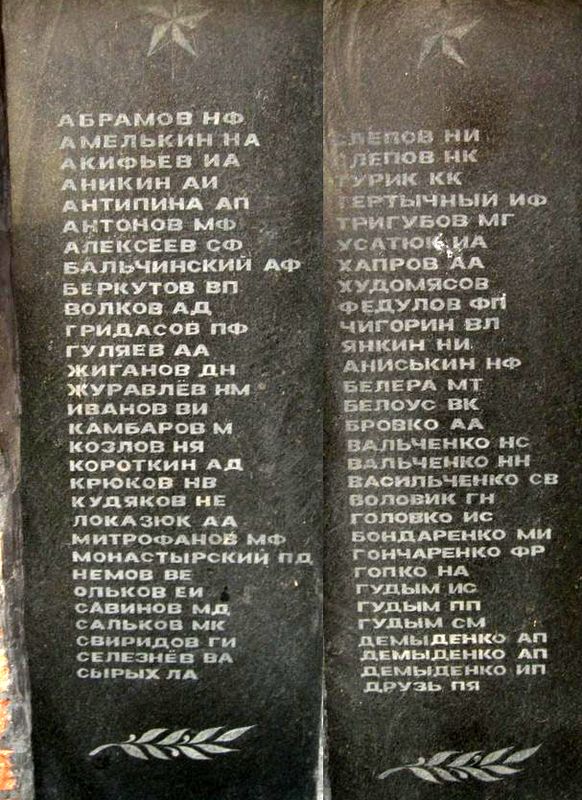 АБРАМОВ НФ
АМЕЛЬКИН НА
АКИФЬЕВ ИА
АНИКИН АИ
АНТИПИНА АП
АНТОНОВ МФ
АЛЕКСЕЕВ СФ
БАЛЬЧИНСКИЙ АФ
БЕРКУТОВ ВП
ВОЛКОВ АД
ГРИДАСОВ ПФ
ГУЛЯЕВ АА
ЖИГАНОВ ДН
ЖУРАВЛЁВ НМ
ИВАНОВ ВИ
КАМБАРОВ М
КОЗЛОВ НЯ
КОРОТКИН АД
КРЮКОВ НВ
КУДЯКОВ НЕ
ЛОКАЗЮК АА
МИТРОФАНОВ МФ
МОНАСТЫРСКИЙ ПД
НЕМОВ ВЕ
ОЛЬКОВ ЕИ
САВИНОВ МД
САЛЬКОВ МК
СВИРИДОВ ГИ
СЕЛЕЗНЁВ ВА
СЫРЫХ ЛА
НИ
НК
ТУРИК КК
ТЕРТЫЧНЫЙ ИФ
ТРИГУБОВ МГ
УСАТЮК ИА
ХАПРОВ АА
ХУДОМЯСОВ
ФЕДУЛОВ ФП
ЧИГОРИН ВЛ
ЯНКИН НИ
АНИСЬКИН НФ
БЕЛЕРА МТ
БЕЛОУС ВК
БРОВКО АА
ВАЛЬЧЕНКО НС
ВАЛЬЧЕНКО НН
ВАСИЛЬЧЕНКО СВ
ВОЛОВИК ГН
ГОЛОВКО ИС
БОНДАРЕНКО МИ
ГОНЧАРЕНКО ФР
ГОПКО НА
ГУДЫМ ИС
ГУДЫМ ПП
ГУДЫМ СМ
ДЕМЫДЕНКО АП
ДЕМЫДЕНКО АП
ДЕМЫДЕНКО ИП
ДРУЗЬ ПЯ